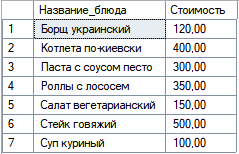 Название_блюда Стоимость
1 Борщ украинский 120,00
2 Котлета по-киевски 400,00
3 Паста с соусом песто 300,00
4 Роллы с лососем 350,00
5 Салат вегетарианский 150,00
6 Стейк говяжий 500,00
7 Суп куриный 100,00